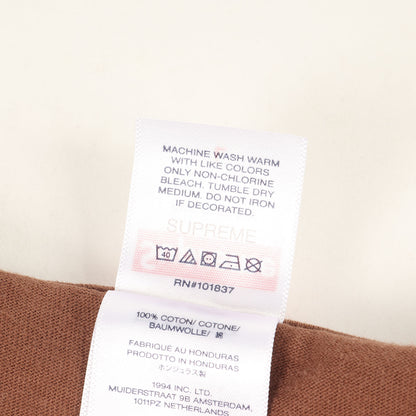 MACHINE WASH WARM
WITH LIKE COLORS
ONLY NON-CHLORINE
BLEACH. TUMBLE DRY
MEDIUM. DO NOT IRON
IF DECORATED.
SUPREME
40
RN#101837
100% COTON/ COTONE/
BAUMWOLLE/ 綿
FABRIQUE AU HONDURAS
PRODOTTO IN HONDURAS
ホンジュラス製
1994 INC. LTD
MUIDERSTRAAT 9B AMSTERDAM,
1011PZ NETHERLANDS